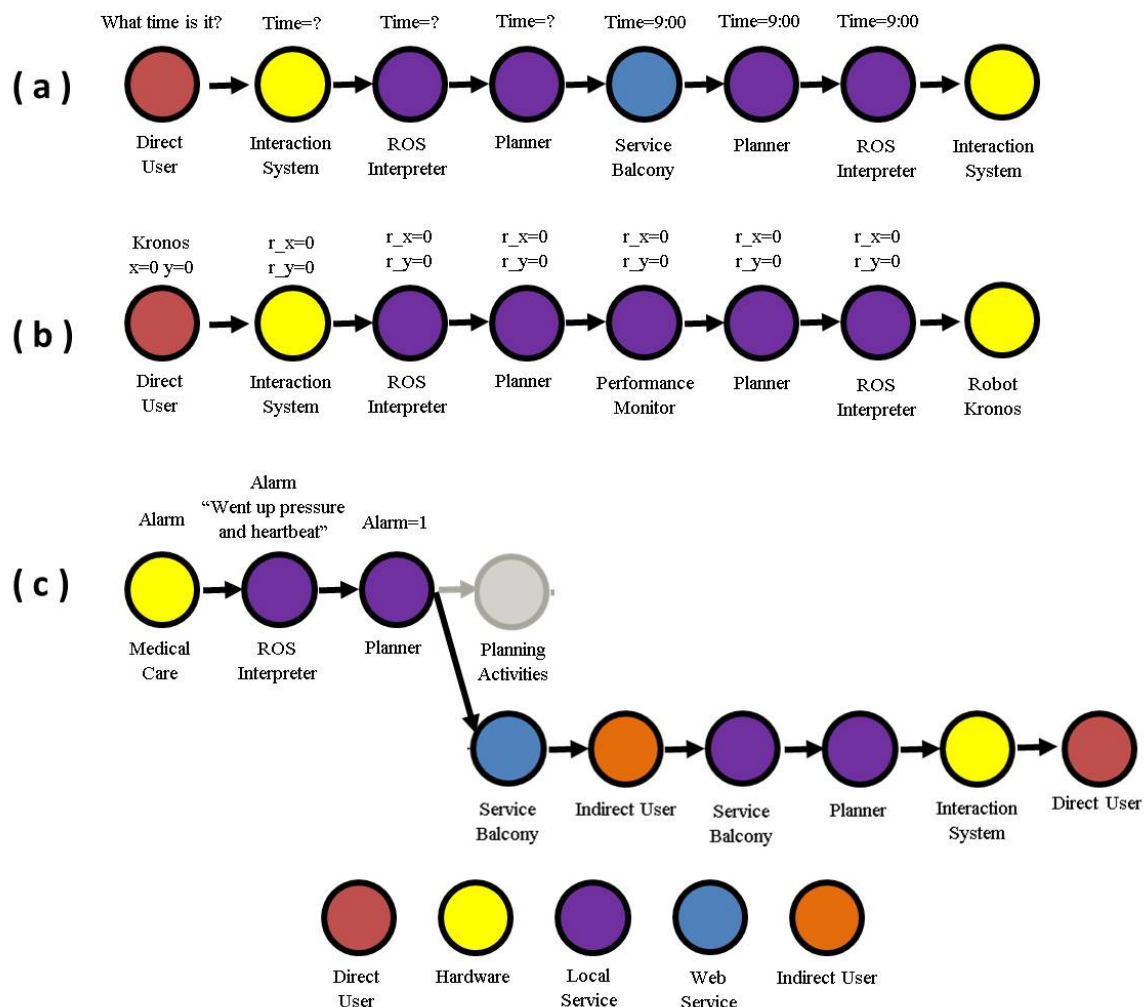 What time is it? Time=? Time=? Time=? Time=9:00 Time=9:00 Time=9:00
( a )
Direct Interaction ROS Planner Service Planner ROS Interaction
User System Interpreter Balcony Interpreter System
Kronos r_x=0 r_x=0 r_x=0 r_x=0 r_x=0 r_x=0
x=0 y=0 r_y=0 r_y=0 r_y=0 r_y=0 r_y=0 r_y=0
( b )
Direct Interaction ROS Planner Performance Planner ROS Robot
User System Interpreter Monitor Interpreter Kronos
Alarm
Alarm “Went up pressure Alarm=1
and heartbeat”
( c )
Medical ROS Planner Planning
Care Interpreter Activities
Service Indirect User Service Planner Interaction Direct User
Balcony Balcony System
Direct Hardware Local Web Indirect User
User Service Service